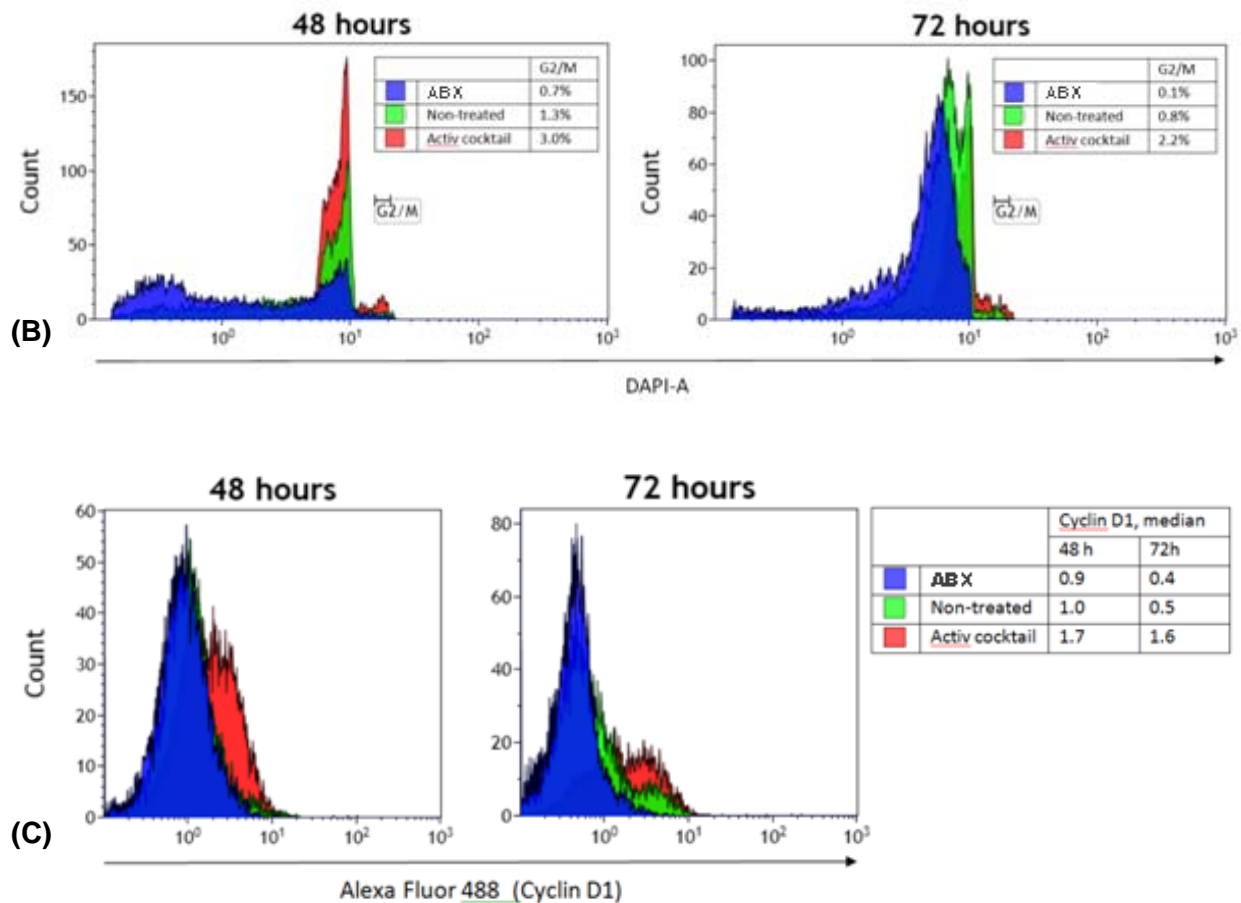 48 hours
72 hours
Count
150
100
50
0
10⁰
10¹
10²
10³
G2/M
ABX 0.7%
Non-treated 1.3%
Activ cocktail 3.0%
G2/M
Count
100
80
60
40
20
0
10⁰
10¹
10²
10³
G2/M
ABX 0.1%
Non-treated 0.8%
Activ cocktail 2.2%
G2/M
(B)
DAPI-A
48 hours
72 hours
Count
60
50
40
30
20
10
0
10⁰
10¹
10²
10³
80
60
40
20
0
10⁰
10¹
10²
10³
Cyclin D1, median
48 h 72h
ABX 0.9 0.4
Non-treated 1.0 0.5
Activ cocktail 1.7 1.6
(C)
Alexa Fluor 488 (Cyclin D1)